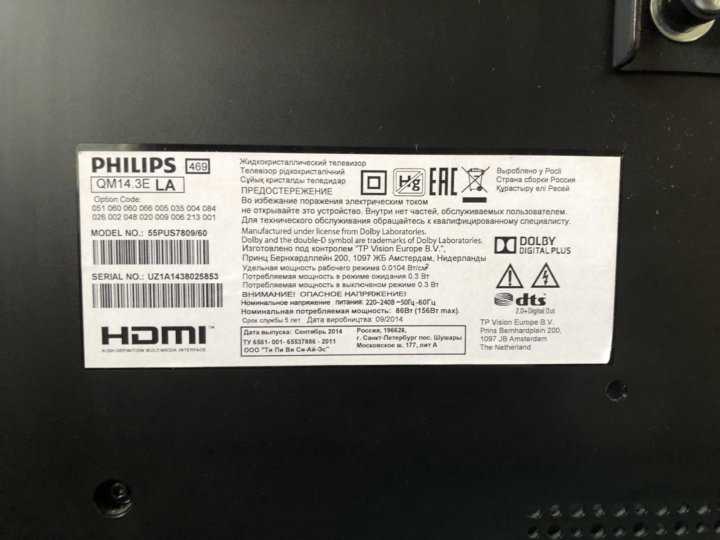 PHILIPS 469
QM14.3E LA
Option Code:
051 060 060 066 005 035 004 084
026 002 048 020 009 006 213 001
MODEL NO.: 55PUS7809/60
SERIAL NO.: UZ1A1438025853
HDMI
HIGH-DEFINITION MULTIMEDIA INTERFACE
Жидкокристаллический телевизор
Телевізор рідкокристалічний
Сұйық кристалды теледидар
ПРЕДОСТЕРЕЖЕНИЕ
Hg EAC
Вироблено у Росії
Страна сборки Россия
Құрастыру елі Ресей
Во избежание поражения электрическим током
не открывайте это устройство. Внутри нет частей, обслуживаемых пользователем.
Для технического обслуживания обращайтесь к квалифицированному специалисту.
Manufactured under license from Dolby Laboratories.
Dolby and the double-D symbol are trademarks of Dolby Laboratories.
Изготовлено под контролем "TP Vision Europe B.V.",
Принц Бернхардплейн 200, 1097 ЖБ Амстердам, Нидерланды
DOLBY
DIGITAL PLUS
Удельная мощность рабочего режима 0.0104 Вт/см²
Потребляемая мощность в режиме ожидания 0.3 Вт
Потребляемая мощность в выключеном режиме 0.3 Вт
ВНИМАНИЕ! ОПАСНОЕ НАПРЯЖЕНИЕ!
Номинальное напряжение питания: 220-240В ~50Гц-60Гц
Номинальная потребляемая мощность: 86Вт (156Вт max).
Срок службы 5 лет Дата виробництва 09/2014
dts
2.0+Digital Out
Дата выпуска: Сентябрь 2014
ТУ 6581-001-65537886-2011
ООО "Ти Пи Ви Си-Ай-Эс"
Россия, 196626,
г. Санкт-Петербург пос. Шушары
Московское ш. 177, лит А
TP Vision Europe B.V.
Prins Bernhardplein 200,
1097 JB Amsterdam
The Netherland